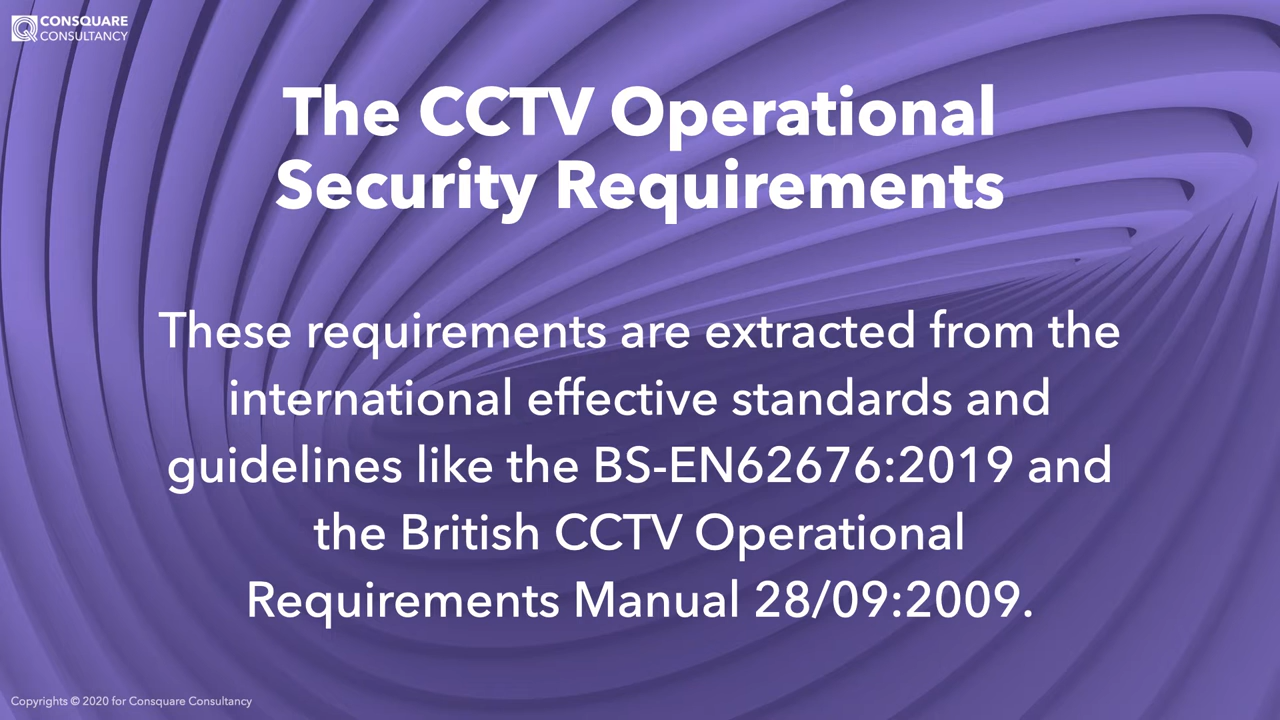 CONSQUARE
CONSULTANCY
The CCTV Operational
Security Requirements
These requirements are extracted from the
international effective standards and
guidelines like the BS-EN62676:2019 and
the British CCTV Operational
Requirements Manual 28/09:2009.
Copyrights © 2020 for Consquare Consultancy